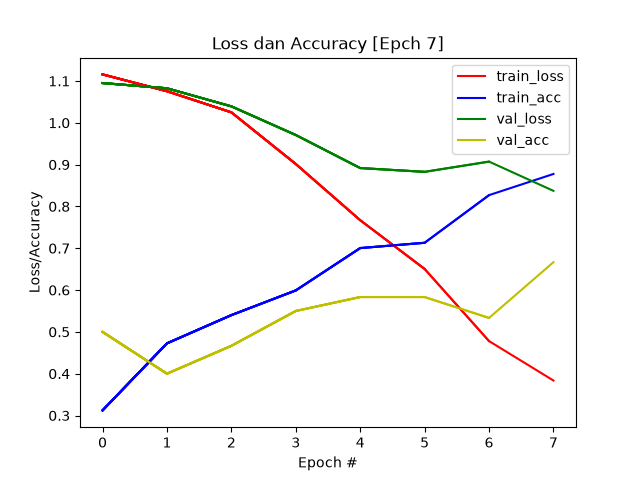 Loss dan Accuracy [Epch 7]
train_loss
train_acc
val_loss
val_acc
Loss/Accuracy
1.1
1.0
0.9
0.8
0.7
0.6
0.5
0.4
0.3
0 1 2 3 4 5 6 7
Epoch #